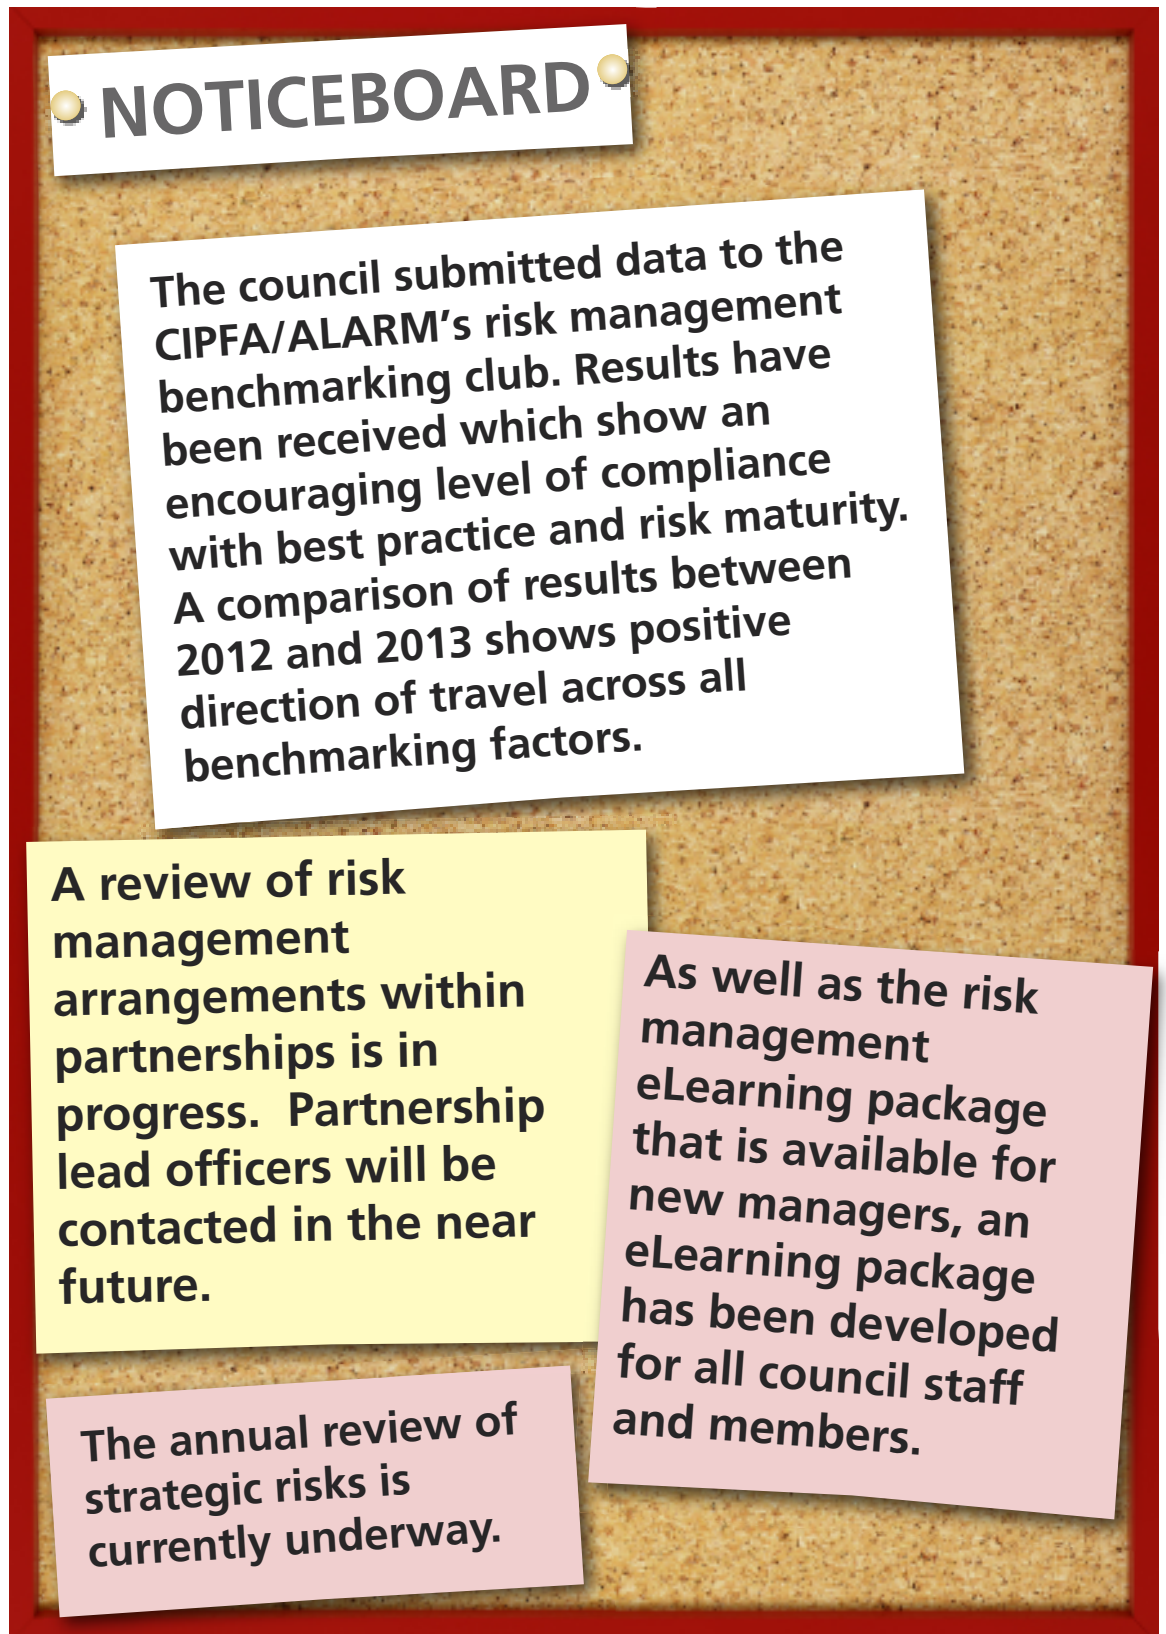 NOTICEBOARD
The council submitted data to the
CIPFA/ALARM’s risk management
benchmarking club. Results have
been received which show an
encouraging level of compliance
with best practice and risk maturity.
A comparison of results between
2012 and 2013 shows positive
direction of travel across all
benchmarking factors.
A review of risk
management
arrangements within
partnerships is in
progress.  Partnership
lead officers will be
contacted in the near
future.
As well as the risk
management
eLearning package
that is available for
new managers, an
eLearning package
has been developed
for all council staff
and members.
The annual review of
strategic risks is
currently underway.